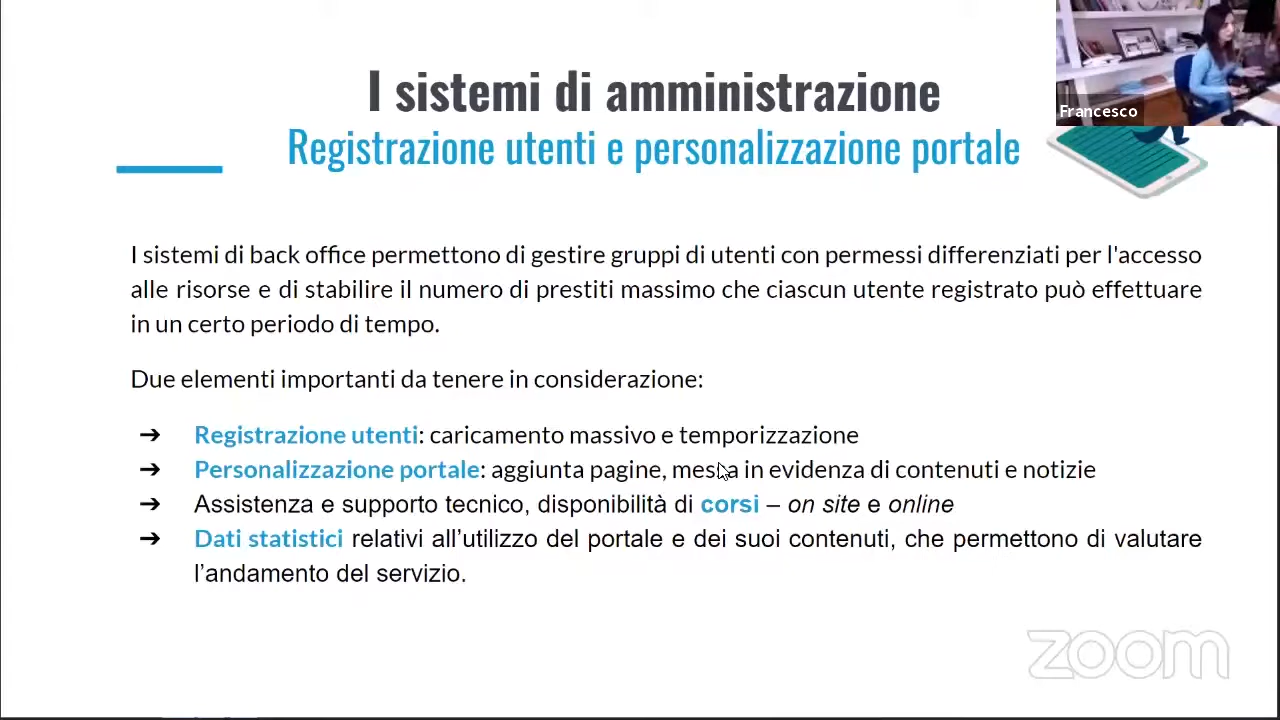 I sistemi di amministrazione
Registrazione utenti e personalizzazione portale
Francesco
I sistemi di back office permettono di gestire gruppi di utenti con permessi differenziati per l'accesso
alle risorse e di stabilire il numero di prestiti massimo che ciascun utente registrato può effettuare
in un certo periodo di tempo.
Due elementi importanti da tenere in considerazione:
➔ Registrazione utenti: caricamento massivo e temporizzazione
➔ Personalizzazione portale: aggiunta pagine, messa in evidenza di contenuti e notizie
➔ Assistenza e supporto tecnico, disponibilità di corsi – on site e online
➔ Dati statistici relativi all’utilizzo del portale e dei suoi contenuti, che permettono di valutare
l’andamento del servizio.
zoom